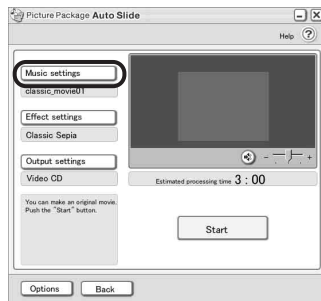 Picture Package Auto Slide
Help ?
Music settings
classic_movie01
Effect settings
Classic Sepia
Output settings
Video CD
- +
Estimated processing time 3 : 00
You can make an original movie.
Push the "Start" button.
Start
Options Back